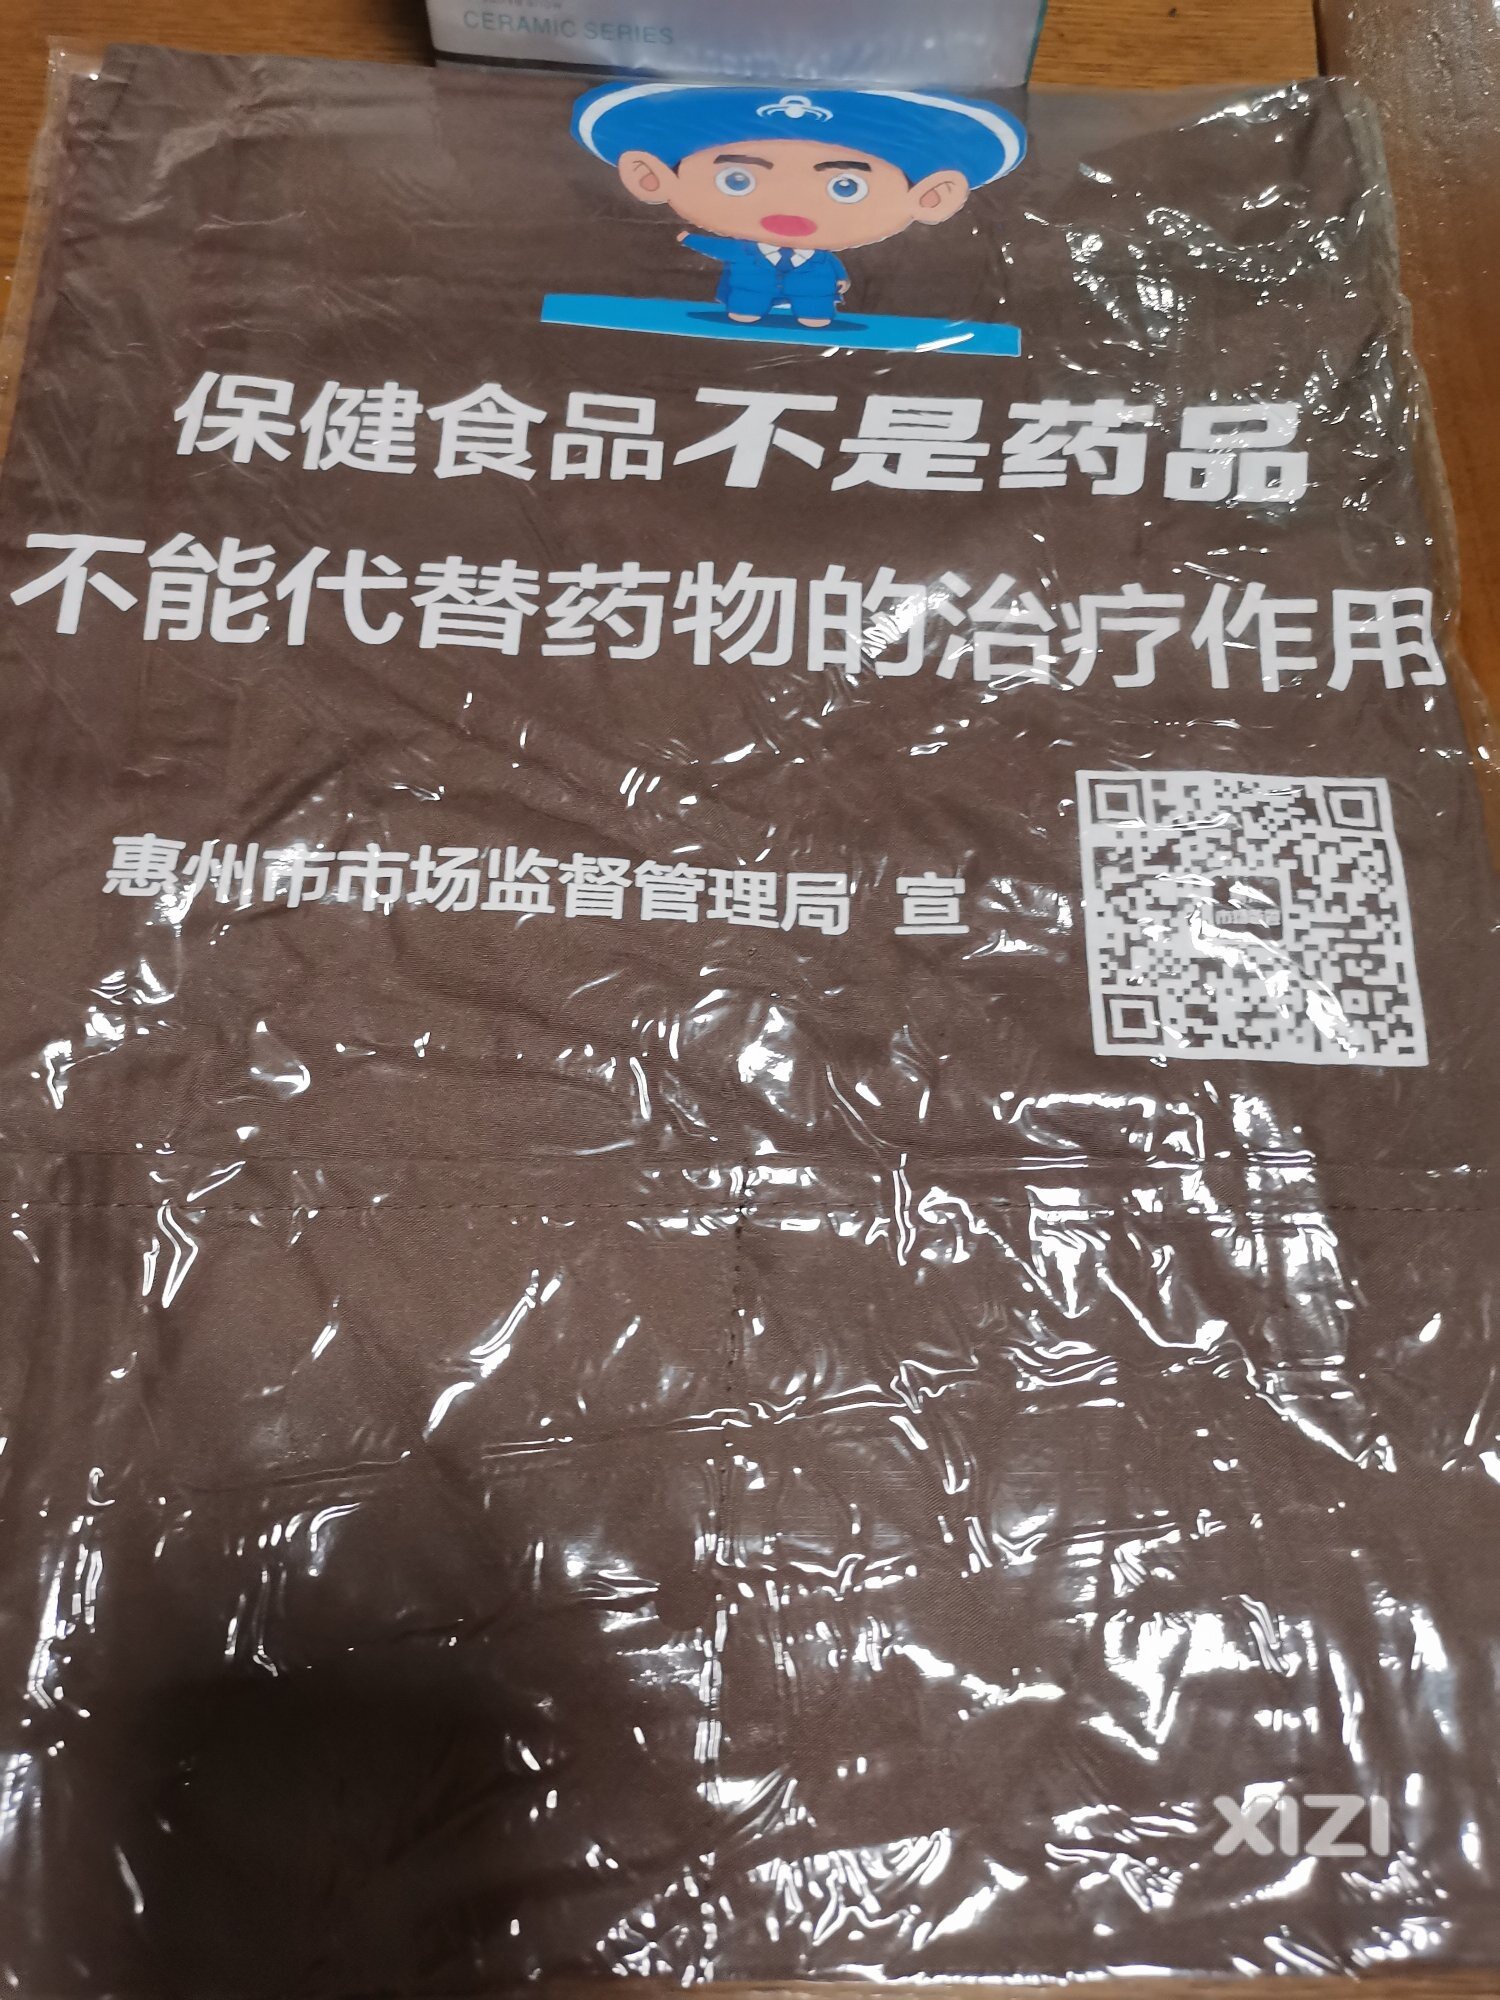 CERAMIC SERIES
保健食品不是药品
不能代替药物的治疗作用
惠州市市场监督管理局 宣
XIZI